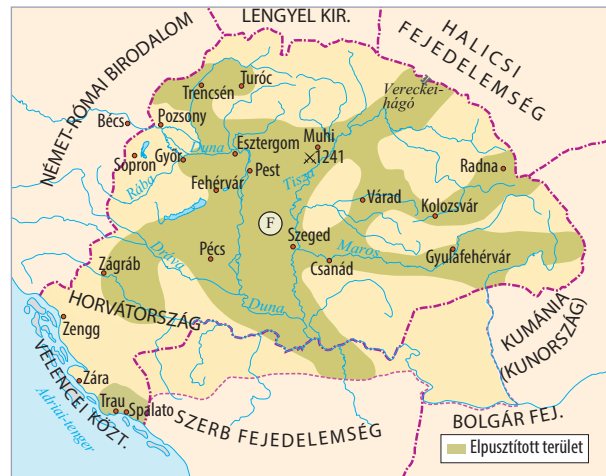 LENGYEL KIR.
HALICSI
FEJEDELEMSÉG
NÉMET-RÓMAI BIRODALOM
Turóc
Trencsén
Vereckei-
hágó
Bécs
Pozsony
Muhi
1241
Esztergom
Duna
Sopron
Győr
Rába
Pest
Tisza
Radna
Fehérvár
Várad
Kolozsvár
F
Szeged
Maros
Gyulafehérvár
Pécs
Csanád
Dráva
Zágráb
Duna
HORVÁTORSZÁG
Zengg
KUMÁNIA
(KUNORSZÁG)
VELENCEI KÖZT.
Zára
Adriai-tenger
Trau
Spalato
SZERB FEJEDELEMSÉG
BOLGÁR FEJ.
Elpusztított terület